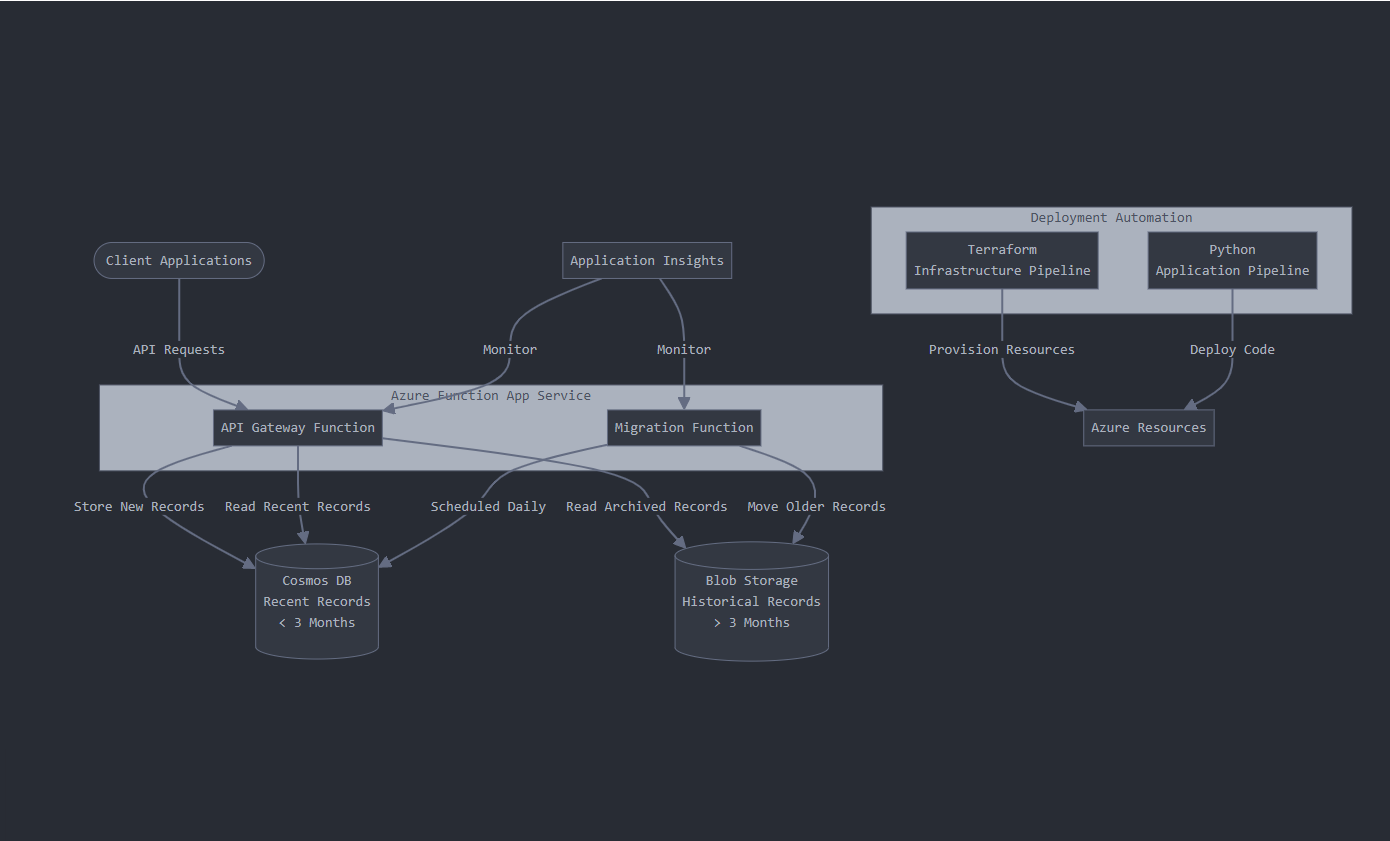 Deployment Automation
Terraform
Infrastructure Pipeline
Python
Application Pipeline
Client Applications
Application Insights
API Requests
Monitor
Monitor
Provision Resources
Deploy Code
Azure Function App Service
API Gateway Function
Migration Function
Azure Resources
Store New Records
Read Recent Records
Scheduled Daily
Read Archived Records
Move Older Records
Cosmos DB
Recent Records
< 3 Months
Blob Storage
Historical Records
> 3 Months